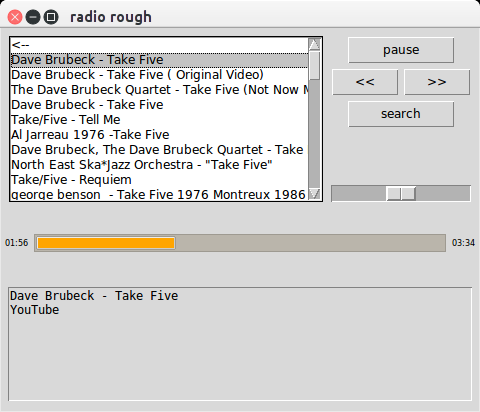 radio rough
<--
Dave Brubeck - Take Five
Dave Brubeck - Take Five ( Original Video)
The Dave Brubeck Quartet - Take Five (Not Now M
Dave Brubeck - Take Five
Take/Five - Tell Me
Al Jarreau 1976 -Take Five
Dave Brubeck, The Dave Brubeck Quartet - Take
North East Ska*Jazz Orchestra - "Take Five"
Take/Five - Requiem
george benson  - Take Five 1976 Montreux 1986
pause
<< >>
search
01:56 03:34
Dave Brubeck - Take Five
YouTube